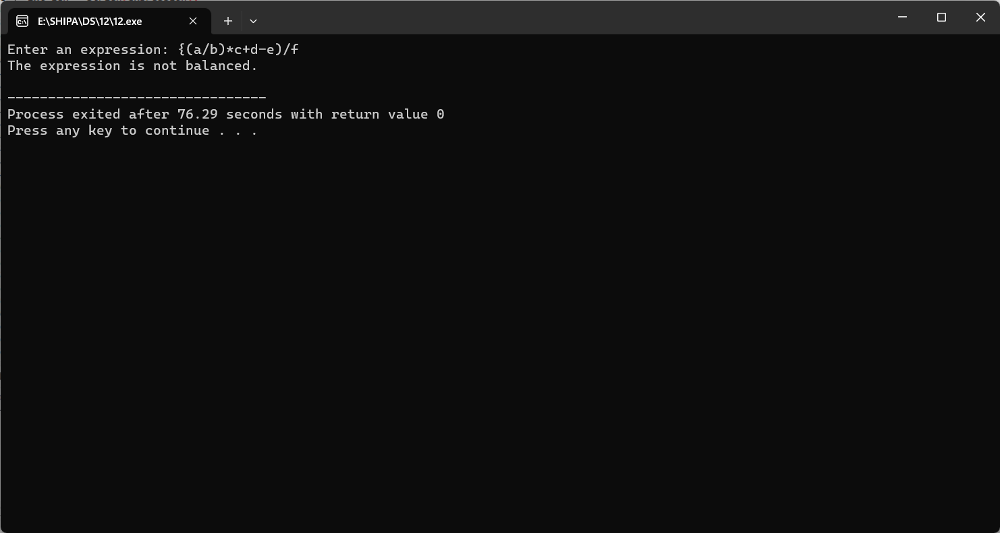 E:\SHIPA\DS\12\12.exe
Enter an expression: {(a/b)*c+d-e)/f
The expression is not balanced.
--------------------------------
Process exited after 76.29 seconds with return value 0
Press any key to continue . . .